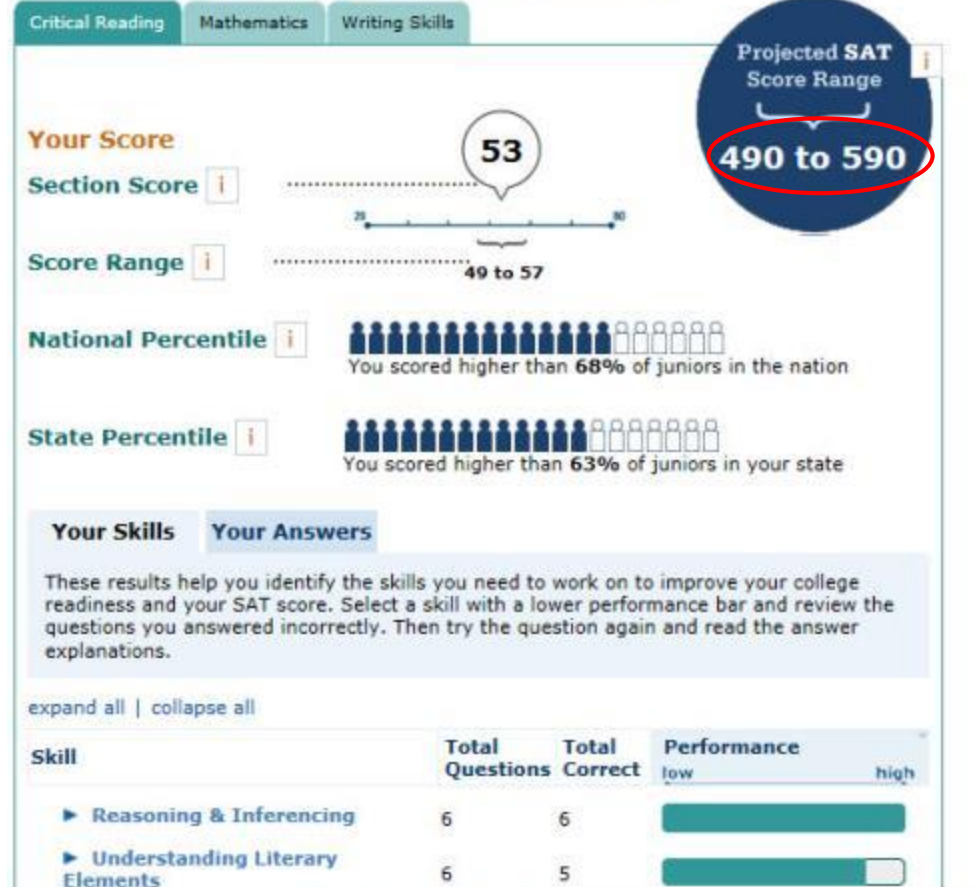 Critical Reading
Mathematics
Writing Skills
Projected SAT
Score Range
i
490 to 590
Your Score
53
Section Score i
20
80
Score Range i
49 to 57
National Percentile i
You scored higher than 68% of juniors in the nation
State Percentile i
You scored higher than 63% of juniors in your state
Your Skills
Your Answers
These results help you identify the skills you need to work on to improve your college
readiness and your SAT score. Select a skill with a lower performance bar and review the
questions you answered incorrectly. Then try the question again and read the answer
explanations.
expand all | collapse all
Skill
Total
Questions
Total
Correct
Performance
low
high
Reasoning & Inferencing
6
6
Understanding Literary
Elements
6
5